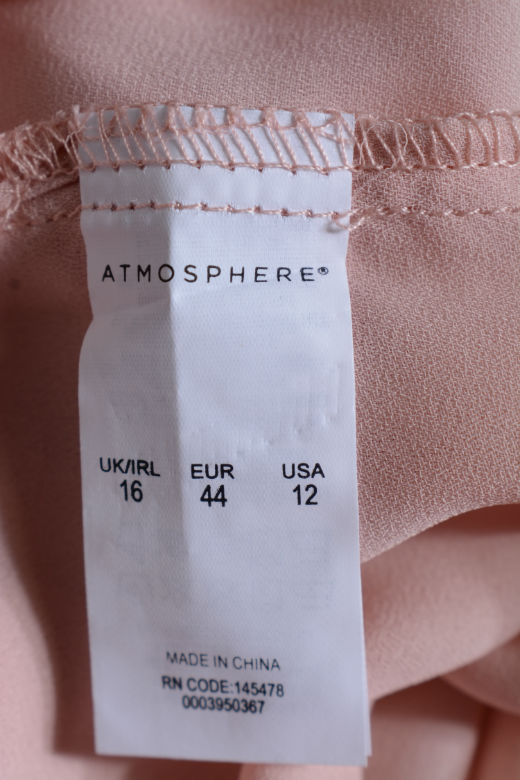 ATMOSPHERE®
UK/IRL EUR USA
16 44 12
MADE IN CHINA
RN CODE:145478
0003950367